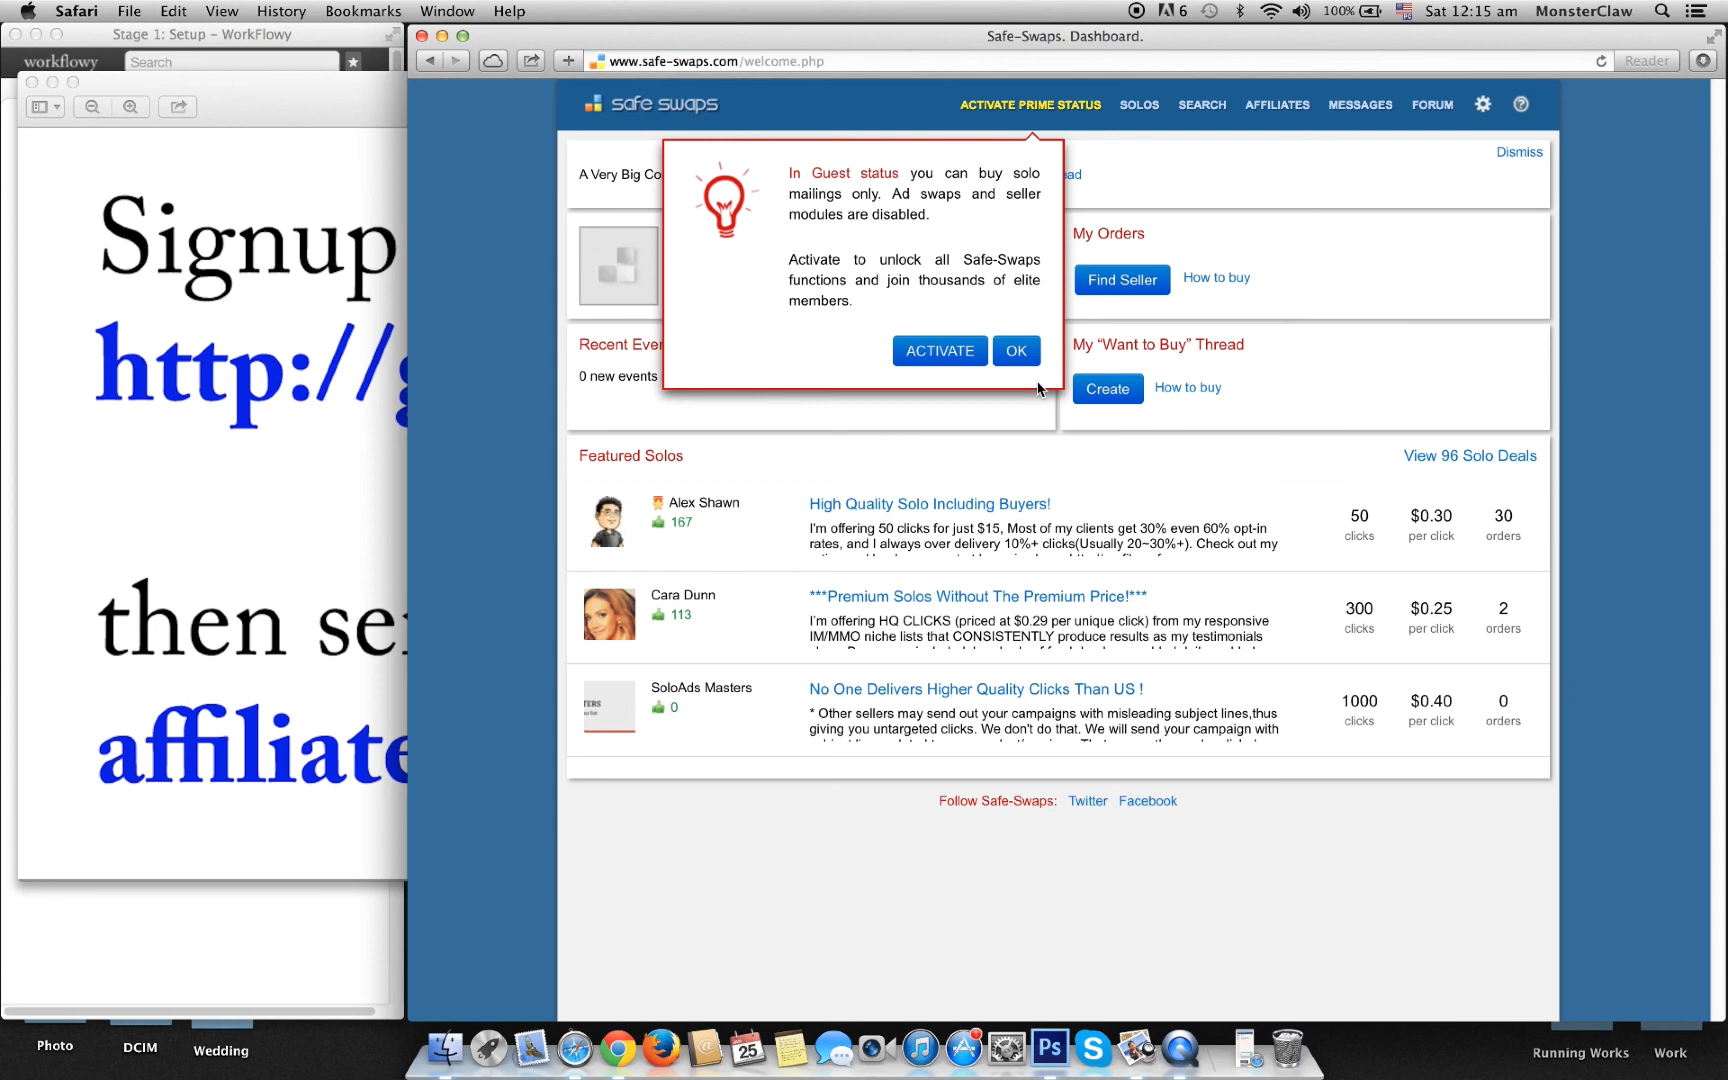 Safari File Edit View History Bookmarks Window Help
6 100% Sat 12:15 am MonsterClaw
Stage 1: Setup - WorkFlowy
workflowy Search
Signup
http://
then
affiliate
Safe-Swaps. Dashboard.
www.safe-swaps.com/welcome.php Reader
safe swaps ACTIVATE PRIME STATUS SOLOS SEARCH AFFILIATES MESSAGES FORUM
Dismiss
A Very Big
In Guest status you can buy solo
mailings only. Ad swaps and seller
modules are disabled.
Activate to unlock all Safe-Swaps
functions and join thousands of elite
members.
ACTIVATE OK
My Orders
Find Seller How to buy
Recent
0 new events
My “Want to Buy” Thread
Create How to buy
Featured Solos View 96 Solo Deals
Alex Shawn
167
High Quality Solo Including Buyers!
I'm offering 50 clicks for just $15, Most of my clients get 30% even 60% opt-in
rates, and I always over delivery 10%+ clicks(Usually 20~30%+). Check out my
50 $0.30 30
clicks per click orders
Cara Dunn
113
***Premium Solos Without The Premium Price!***
I'm offering HQ CLICKS (priced at $0.29 per unique click) from my responsive
IM/MMO niche lists that CONSISTENTLY produce results as my testimonials
300 $0.25 2
clicks per click orders
SoloAds Masters
0
No One Delivers Higher Quality Clicks Than US !
* Other sellers may send out your campaigns with misleading subject lines,thus
giving you untargeted clicks. We don't do that. We will send your campaign with
1000 $0.40 0
clicks per click orders
Follow Safe-Swaps: Twitter Facebook
Photo DCIM Wedding
25
Ps
Running Works Work